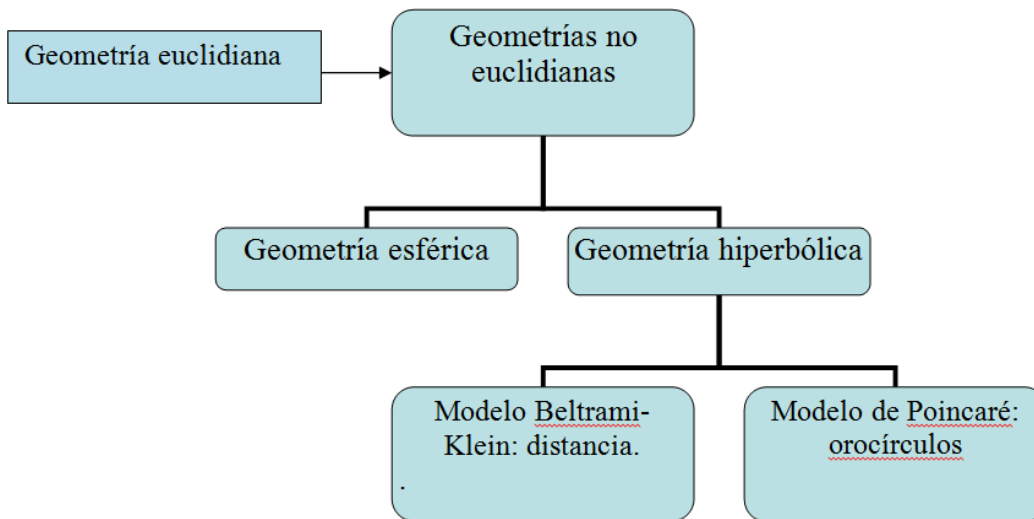 Geometría euclidiana
Geometrías no
euclidianas
Geometría esférica
Geometría hiperbólica
Modelo Beltrami-
Klein: distancia.
.
Modelo de Poincaré:
orocírculos